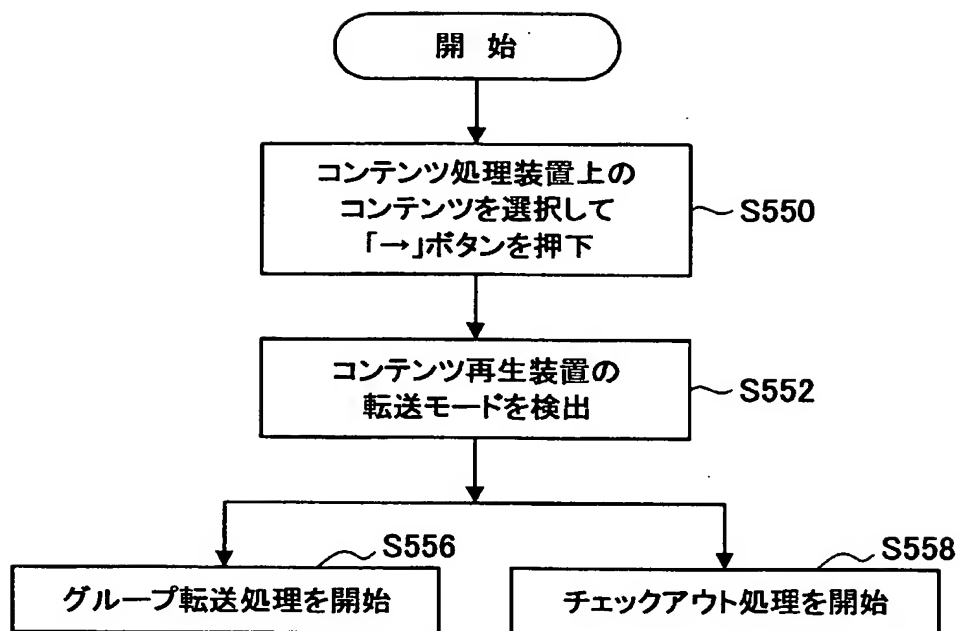 開 始
コンテンツ処理装置上の
コンテンツを選択して
「→」ボタンを押下
S550
コンテンツ再生装置の
転送モードを検出
S552
S556
グループ転送処理を開始
S558
チェックアウト処理を開始